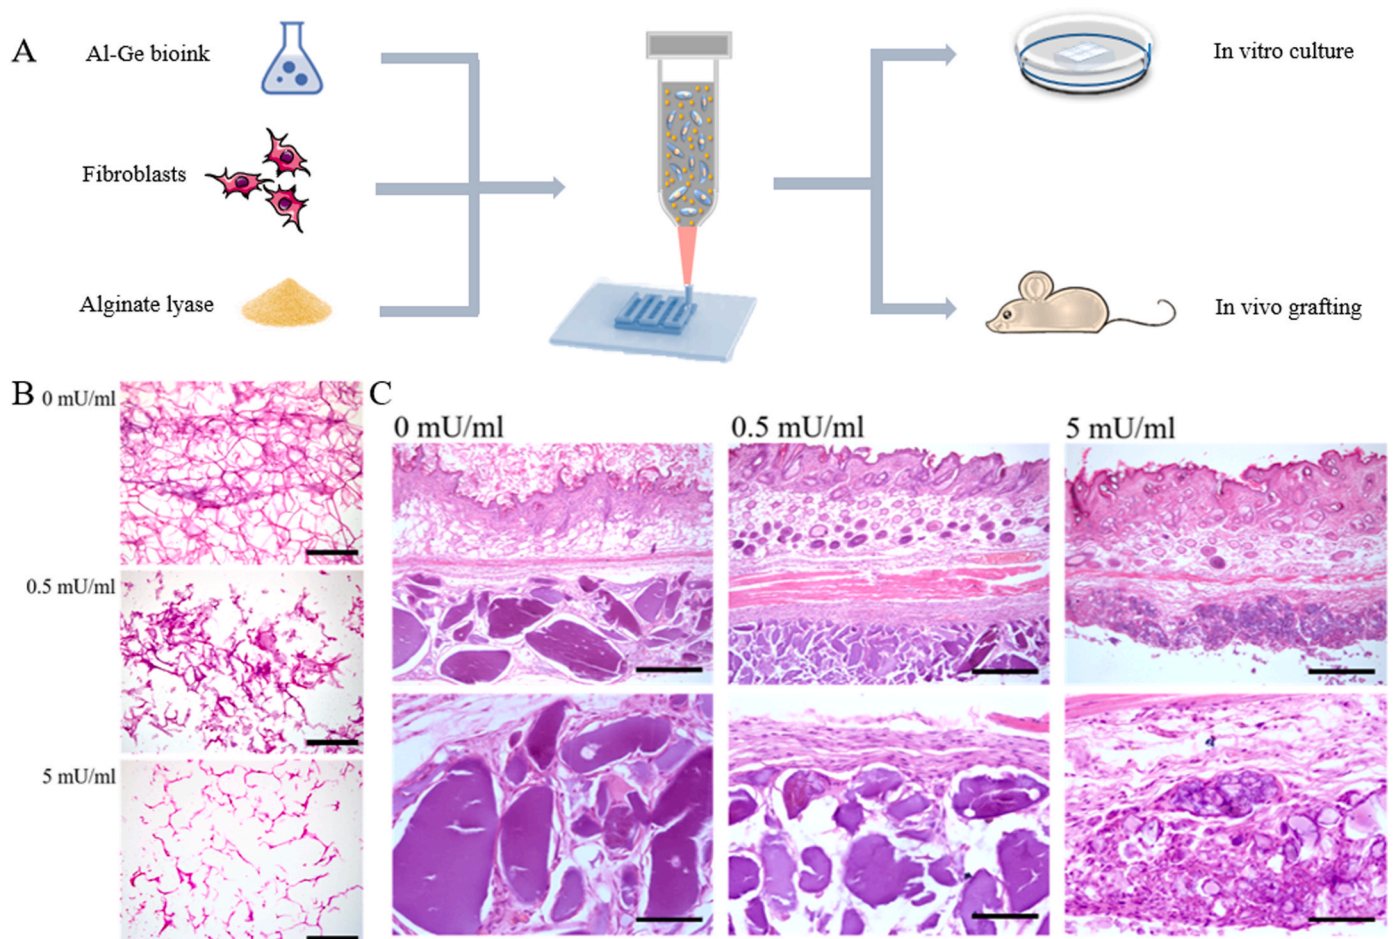 A
Al-Ge bioink
In vitro culture
Fibroblasts
Alginate lyase
In vivo grafting
B
0 mU/ml
0.5 mU/ml
5 mU/ml
C
0 mU/ml
0.5 mU/ml
5 mU/ml